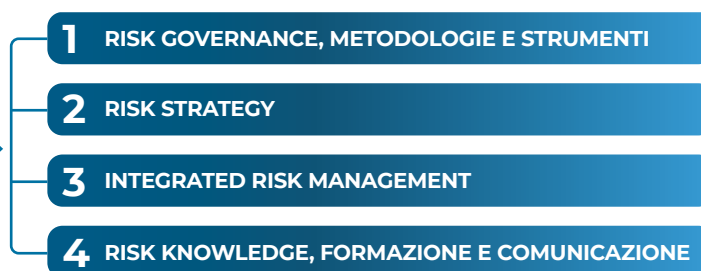 1 RISK GOVERNANCE, METODOLOGIE E STRUMENTI
2 RISK STRATEGY
3 INTEGRATED RISK MANAGEMENT
4 RISK KNOWLEDGE, FORMAZIONE E COMUNICAZIONE